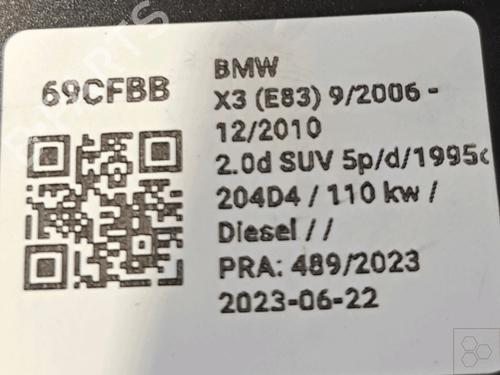 69CFBB
BMW
X3 (E83) 9/2006 -
12/2010
2.0d SUV 5p/d/1995c
204D4 / 110 kw /
Diesel / /
PRA: 489/2023
2023-06-22